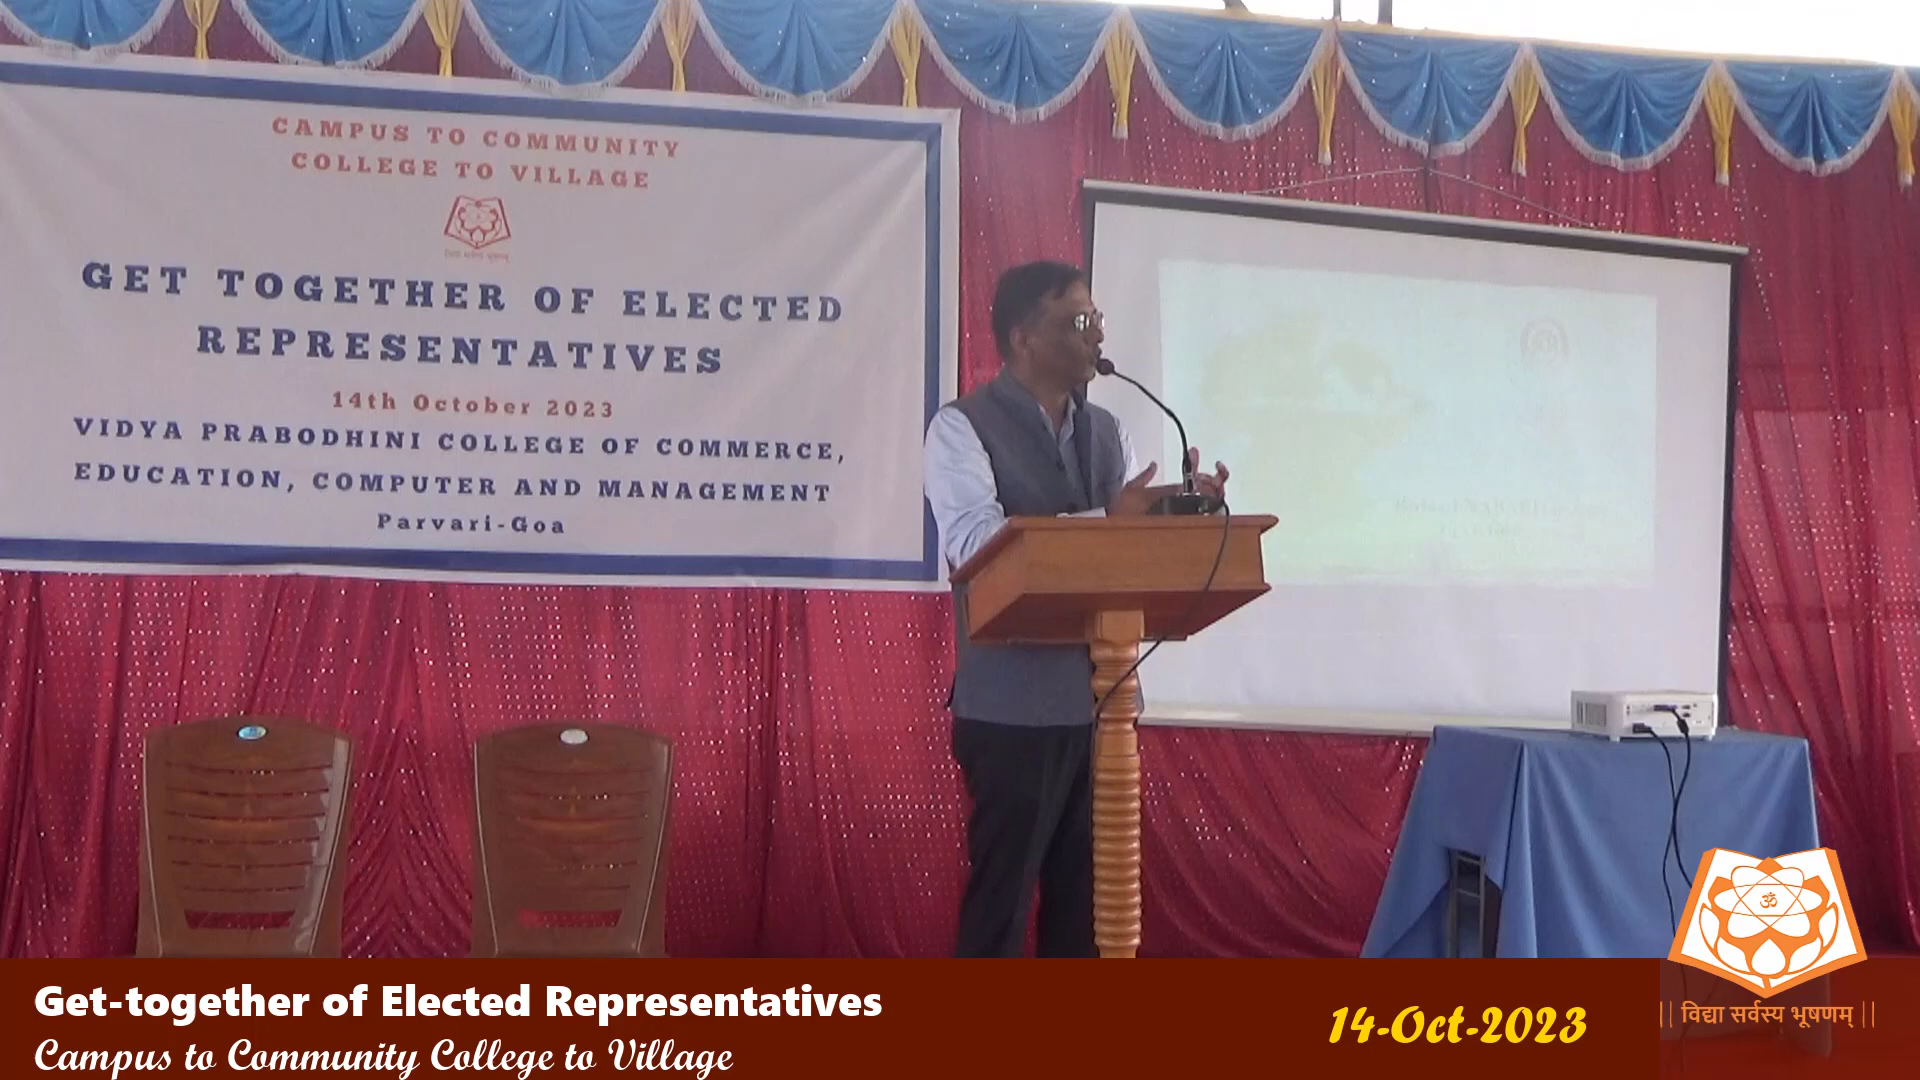 CAMPUS TO COMMUNITY
COLLEGE TO VILLAGE
GET TOGETHER OF ELECTED
REPRESENTATIVES
14th October 2023
VIDYA PRABODHINI COLLEGE OF COMMERCE,
EDUCATION, COMPUTER AND MANAGEMENT
Parvari-Goa
Get-together of Elected Representatives
Campus to Community College to Village
14-Oct-2023
ॐ
|| विद्या सर्वस्य भूषणम् ||